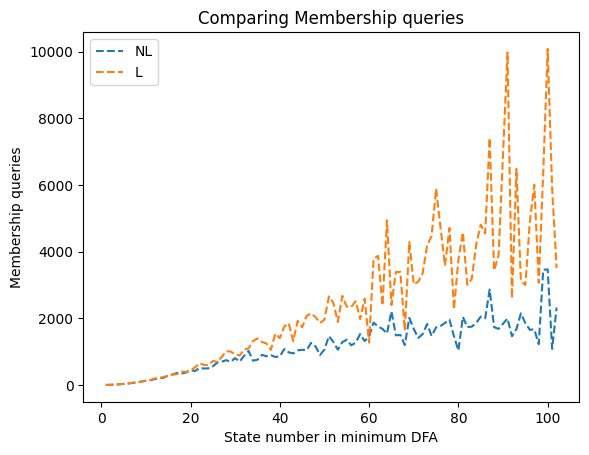 Comparing Membership queries
NL
L
10000
8000
6000
4000
2000
0
Membership queries
0 20 40 60 80 100
State number in minimum DFA